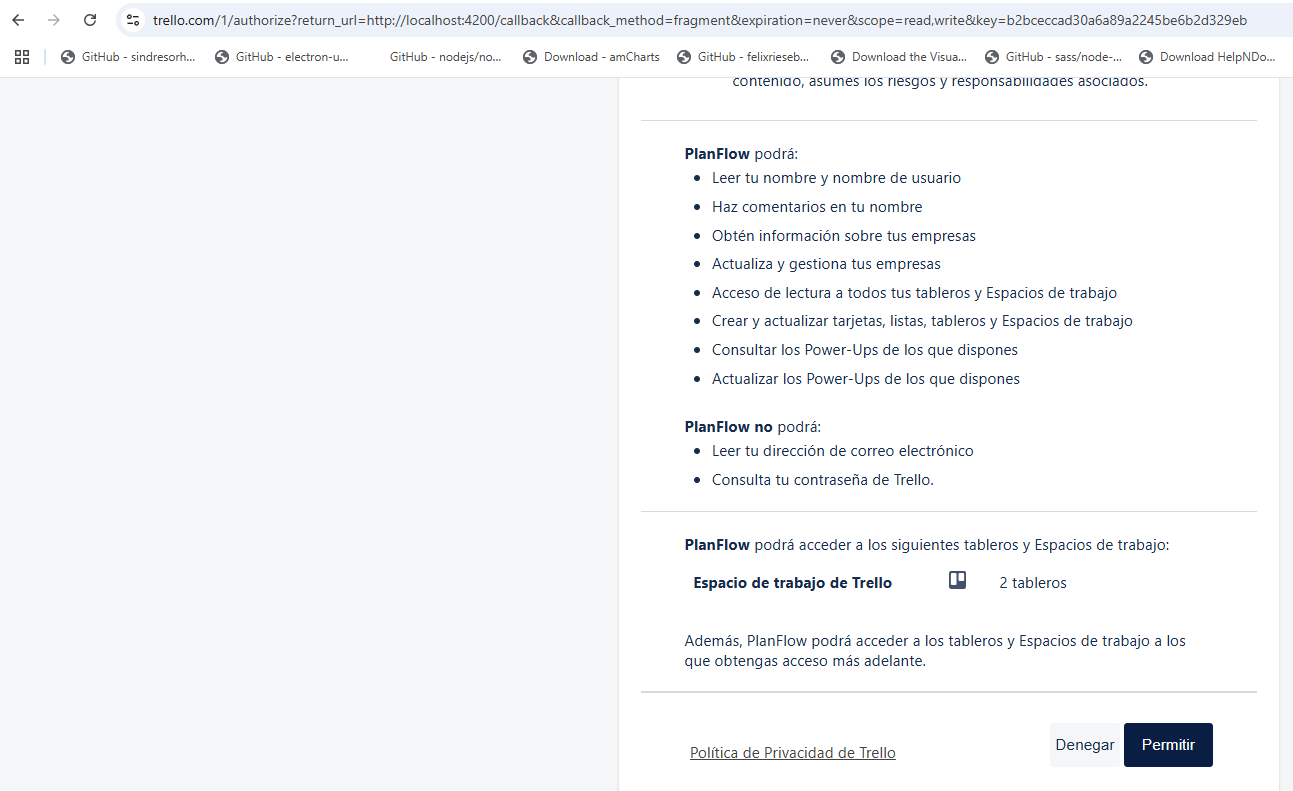 trello.com/1/authorize?return_url=http://localhost:4200/callback&callback_method=fragment&expiration=never&scope=read,write&key=b2bceccad30a6a89a2245be6b2d329eb
GitHub - sindresorh... GitHub - electron-u... GitHub - nodejs/no... Download - amCharts GitHub - felixrieseb... Download the Visua... GitHub - sass/node-... Download HelpNDo...
contenido, asumes los riesgos y responsabilidades asociados.
PlanFlow podrá:
• Leer tu nombre y nombre de usuario
• Haz comentarios en tu nombre
• Obtén información sobre tus empresas
• Actualiza y gestiona tus empresas
• Acceso de lectura a todos tus tableros y Espacios de trabajo
• Crear y actualizar tarjetas, listas, tableros y Espacios de trabajo
• Consultar los Power-Ups de los que dispones
• Actualizar los Power-Ups de los que dispones
PlanFlow no podrá:
• Leer tu dirección de correo electrónico
• Consulta tu contraseña de Trello.
PlanFlow podrá acceder a los siguientes tableros y Espacios de trabajo:
Espacio de trabajo de Trello 2 tableros
Además, PlanFlow podrá acceder a los tableros y Espacios de trabajo a los
que obtengas acceso más adelante.
Política de Privacidad de Trello Denegar Permitir